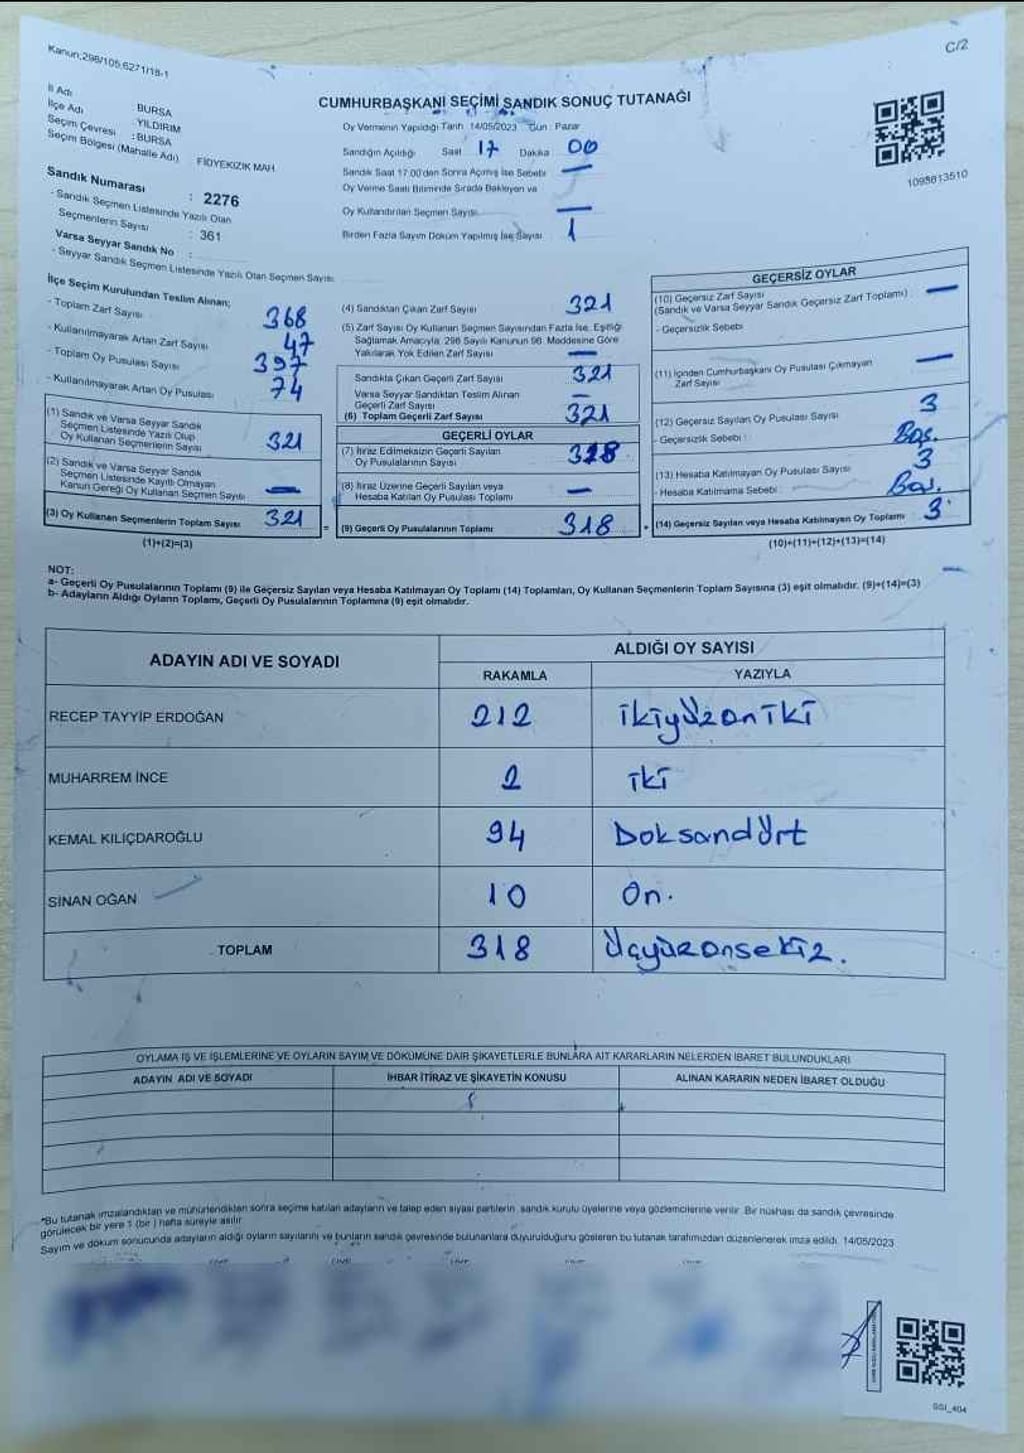 Kanun:298/105,6271/18-1
C/2
İl Adı : BURSA
İlçe Adı : YILDIRIM
Seçim Çevresi : BURSA
Seçim Bölgesi (Mahalle Adı) FİDYEKIZIK MAH
CUMHURBAŞKANI SEÇİMİ SANDIK SONUÇ TUTANAĞI
Oy Vermenin Yapıldığı Tarih 14/05/2023 Gün : Pazar
Sandığın Açıldığı Saat 17 Dakika 00
Sandık Saat 17.00'dan Sonra Açılmış İse Sebebi —
Oy Verme Saati Bitiminde Sırada Bekleyen ve
Oy Kullandırılan Seçmen Sayısı —
Birden Fazla Sayım Döküm Yapılmış İse Sayısı 1
1095613510
Sandık Numarası : 2276
- Sandık Seçmen Listesinde Yazılı Olan
Seçmenlerin Sayısı : 361
Varsa Seyyar Sandık No :
- Seyyar Sandık Seçmen Listesinde Yazılı Olan Seçmen Sayısı
İlçe Seçim Kurulundan Teslim Alınan;
- Toplam Zarf Sayısı 368
- Kullanılmayarak Artan Zarf Sayısı 47
- Toplam Oy Pusulası Sayısı 397
- Kullanılmayarak Artan Oy Pusulası 74
(1) Sandık ve Varsa Seyyar Sandık
Seçmen Listesinde Yazılı Olup
Oy Kullanan Seçmenlerin Sayısı 321
(2) Sandık ve Varsa Seyyar Sandık
Seçmen Listesinde Kayıtlı Olmayan
Kanun Gereği Oy Kullanan Seçmen Sayısı —
(3) Oy Kullanan Seçmenlerin Toplam Sayısı 321
(1)+(2)=(3)
(4) Sandıktan Çıkan Zarf Sayısı 321
(5) Zarf Sayısı Oy Kullanan Seçmen Sayısından Fazla İse, Eşitliği
Sağlamak Amacıyla, 298 Sayılı Kanunun 98. Maddesine Göre
Yakılarak Yok Edilen Zarf Sayısı —
Sandıkta Çıkan Geçerli Zarf Sayısı 321
Varsa Seyyar Sandıktan Teslim Alınan
Geçerli Zarf Sayısı —
(6) Toplam Geçerli Zarf Sayısı 321
GEÇERLİ OYLAR
(7) İtiraz Edilmeksizin Geçerli Sayılan
Oy Pusulalarının Sayısı 318
(8) İtiraz Üzerine Geçerli Sayılan veya
Hesaba Katılan Oy Pusulası Toplamı —
= (9) Geçerli Oy Pusulalarının Toplamı 318
GEÇERSİZ OYLAR
(10) Geçersiz Zarf Sayısı —
(Sandık ve Varsa Seyyar Sandık Geçersiz Zarf Toplamı)
- Geçersizlik Sebebi
(11) İçinden Cumhurbaşkanı Oy Pusulası Çıkmayan
Zarf Sayısı —
(12) Geçersiz Sayılan Oy Pusulası Sayısı 3
- Geçersizlik Sebebi : Boş.
(13) Hesaba Katılmayan Oy Pusulası Sayısı 3
- Hesaba Katılmama Sebebi Boş.
+ (14) Geçersiz Sayılan veya Hesaba Katılmayan Oy Toplamı 3
(10)+(11)+(12)+(13)=(14)
NOT:
a- Geçerli Oy Pusulalarının Toplamı (9) ile Geçersiz Sayılan veya Hesaba Katılmayan Oy Toplamı (14) Toplamları, Oy Kullanan Seçmenlerin Toplam Sayısına (3) eşit olmalıdır. (9)+(14)=(3)
b- Adayların Aldığı Oyların Toplamı, Geçerli Oy Pusulalarının Toplamına (9) eşit olmalıdır.
ADAYIN ADI VE SOYADI
ALDIĞI OY SAYISI
RAKAMLA YAZIYLA
RECEP TAYYİP ERDOĞAN 212 ikiyüzoniki
MUHARREM İNCE 2 iki
KEMAL KILIÇDAROĞLU 94 Doksandört
SİNAN OĞAN 10 On.
TOPLAM 318 Üçyüzonsekiz.
OYLAMA İŞ VE İŞLEMLERİNE VE OYLARIN SAYIM VE DÖKÜMÜNE DAİR ŞİKAYETLERLE BUNLARA AİT KARARLARIN NELERDEN İBARET BULUNDUKLARI
ADAYIN ADI VE SOYADI İHBAR İTİRAZ VE ŞİKAYETİN KONUSU ALINAN KARARIN NEDEN İBARET OLDUĞU
*Bu tutanak imzalandıktan ve mühürlendikten sonra seçime katılan adayların ve talep eden siyasi partilerin sandık kurulu üyelerine veya gözlemcilerine verilir. Bir nüshası da sandık çevresinde
görülecek bir yere 1 (bir) hafta süreyle asılır.
Sayım ve döküm sonucunda adayların aldığı oyların sayılarını ve bunların sandık çevresinde bulunanlara duyurulduğunu gösteren bu tutanak tarafımızdan düzenlenerek imza edildi. 14/05/2023